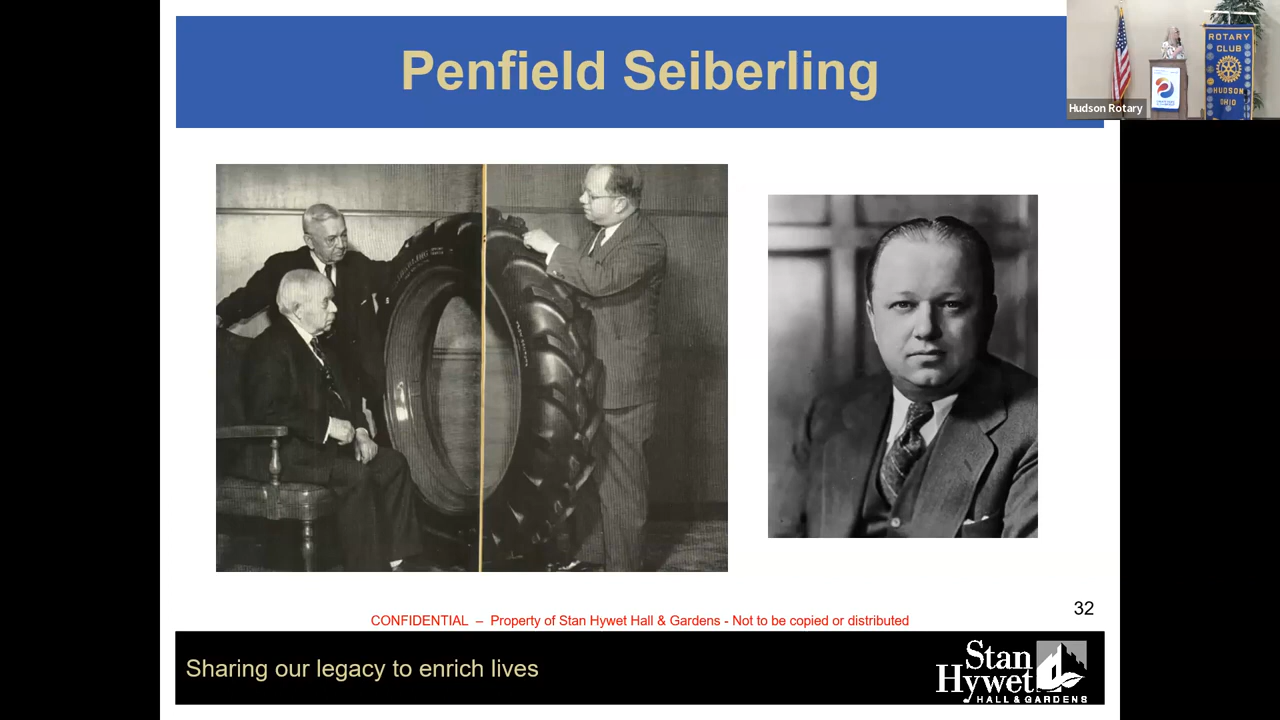 Penfield Seiberling
ROTARY
CLUB
HUDSON
OHIO
Hudson Rotary
32
CONFIDENTIAL – Property of Stan Hywet Hall & Gardens - Not to be copied or distributed
Sharing our legacy to enrich lives
Stan
Hywet
HALL & GARDENS